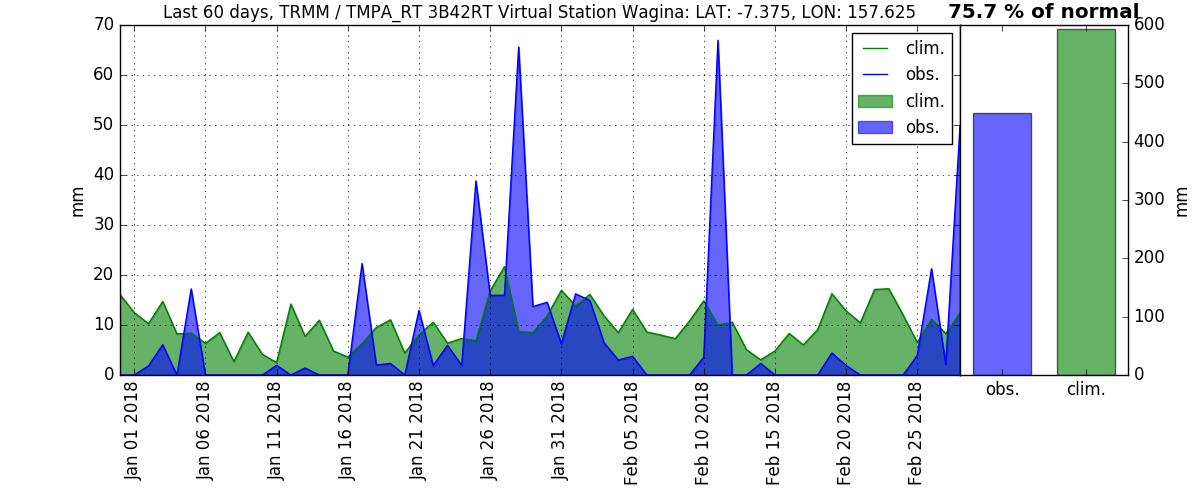 Last 60 days, TRMM / TMPA_RT 3B42RT Virtual Station Wagina: LAT: -7.375, LON: 157.625
75.7 % of normal
70
60
50
40
30
20
10
0
mm
clim.
obs.
clim.
obs.
600
500
400
300
200
100
0
mm
obs.
clim.
Jan 01 2018
Jan 06 2018
Jan 11 2018
Jan 16 2018
Jan 21 2018
Jan 26 2018
Jan 31 2018
Feb 05 2018
Feb 10 2018
Feb 15 2018
Feb 20 2018
Feb 25 2018